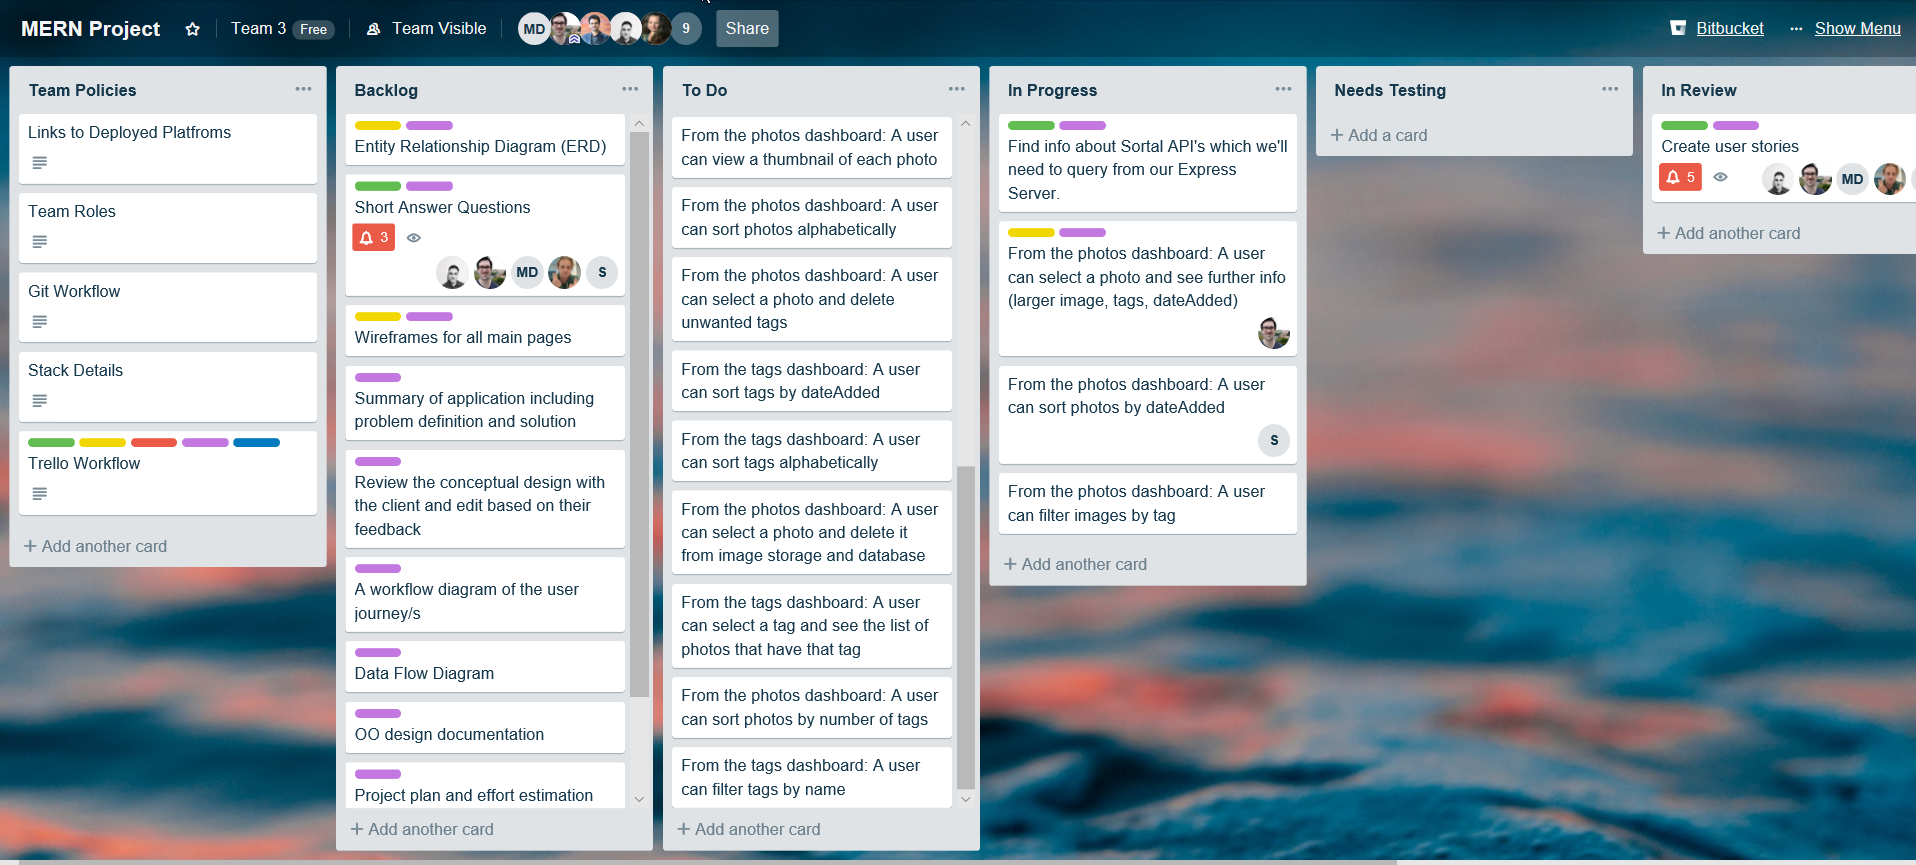 MERN Project
Team 3 Free
Team Visible
MD
9
Share
Bitbucket
Show Menu
Team Policies
Links to Deployed Platfroms
Team Roles
Git Workflow
Stack Details
Trello Workflow
+ Add another card
Backlog
Entity Relationship Diagram (ERD)
Short Answer Questions
3
MD
S
Wireframes for all main pages
Summary of application including
problem definition and solution
Review the conceptual design with
the client and edit based on their
feedback
A workflow diagram of the user
journey/s
Data Flow Diagram
OO design documentation
Project plan and effort estimation
+ Add another card
To Do
From the photos dashboard: A user
can view a thumbnail of each photo
From the photos dashboard: A user
can sort photos alphabetically
From the photos dashboard: A user
can select a photo and delete
unwanted tags
From the tags dashboard: A user
can sort tags by dateAdded
From the tags dashboard: A user
can sort tags alphabetically
From the photos dashboard: A user
can select a photo and delete it
from image storage and database
From the tags dashboard: A user
can select a tag and see the list of
photos that have that tag
From the photos dashboard: A user
can sort photos by number of tags
From the tags dashboard: A user
can filter tags by name
+ Add another card
In Progress
Find info about Sortal API's which we'll
need to query from our Express
Server.
From the photos dashboard: A user
can select a photo and see further info
(larger image, tags, dateAdded)
From the photos dashboard: A user
can sort photos by dateAdded
S
From the photos dashboard: A user
can filter images by tag
+ Add another card
Needs Testing
+ Add a card
In Review
Create user stories
5
MD
+ Add another card